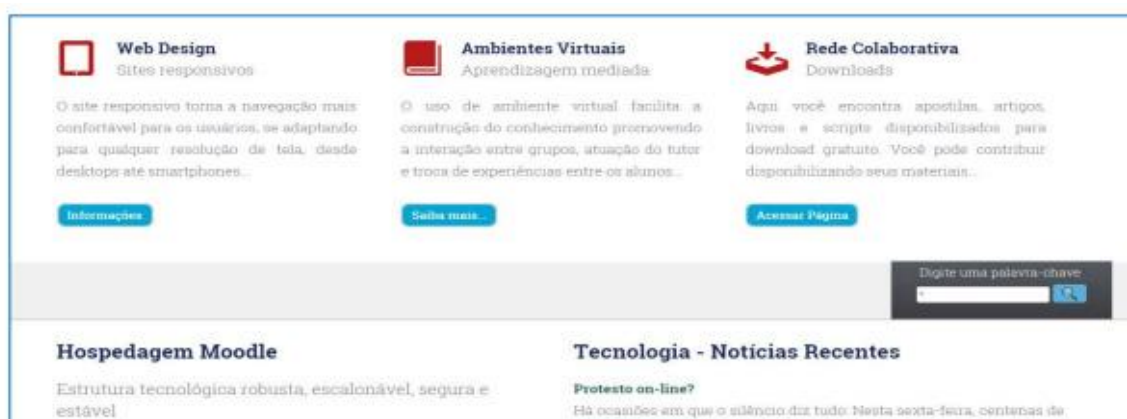 Web Design
Sites responsivos
O site responsivo torna a navegação mais
confortável para os usuários, se adaptando
para qualquer resolução de tela, desde
desktops até smartphones...
Informações
Ambientes Virtuais
Aprendizagem mediada
O uso de ambiente virtual facilita a
construção do conhecimento promovendo
a interação entre grupos, atuação do tutor
e troca de experiências entre os alunos...
Saiba mais...
Rede Colaborativa
Downloads
Aqui você encontra apostilas, artigos,
livros e scripts disponibilizados para
download gratuito. Você pode contribuir
disponibilizando seus materiais...
Acessar Página
Digite uma palavra-chave
Hospedagem Moodle
Estrutura tecnológica robusta, escalonável, segura e
estável
Tecnologia - Notícias Recentes
Protesto on-line?
Há ocasiões em que o silêncio diz tudo. Nesta sexta-feira, centenas de